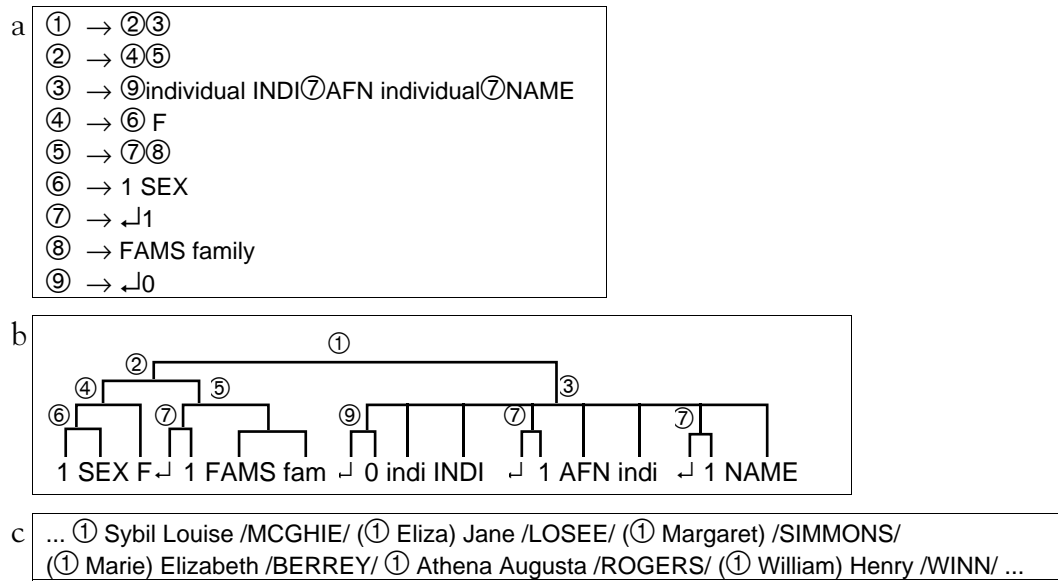 a
① → ②③
② → ④⑤
③ → ⑨individual INDI⑦AFN individual⑦NAME
④ → ⑥ F
⑤ → ⑦⑧
⑥ → 1 SEX
⑦ → ↵1
⑧ → FAMS family
⑨ → ↵0
b
①
②
④ ⑤ ③
⑥ ⑦ ⑨ ⑦ ⑦
1 SEX F↵ 1 FAMS fam ↵ 0 indi INDI ↵ 1 AFN indi ↵ 1 NAME
c
... ① Sybil Louise /MCGHIE/ (① Eliza) Jane /LOSEE/ (① Margaret) /SIMMONS/
(① Marie) Elizabeth /BERREY/ ① Athena Augusta /ROGERS/ (① William) Henry /WINN/ ...